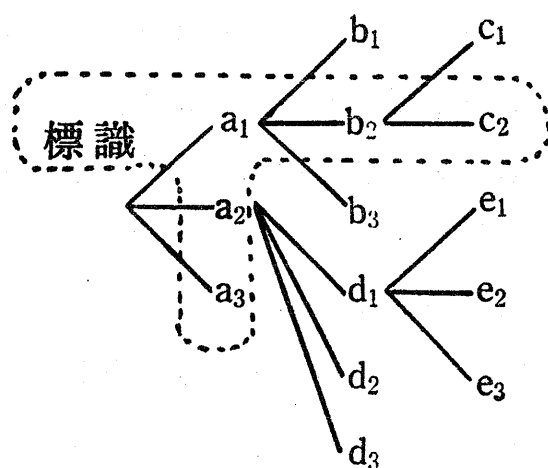 b₁ c₁
標識 a₁ b₂ c₂
a₂ b₃ e₁
a₃ d₁ e₂
d₂ e₃
d₃